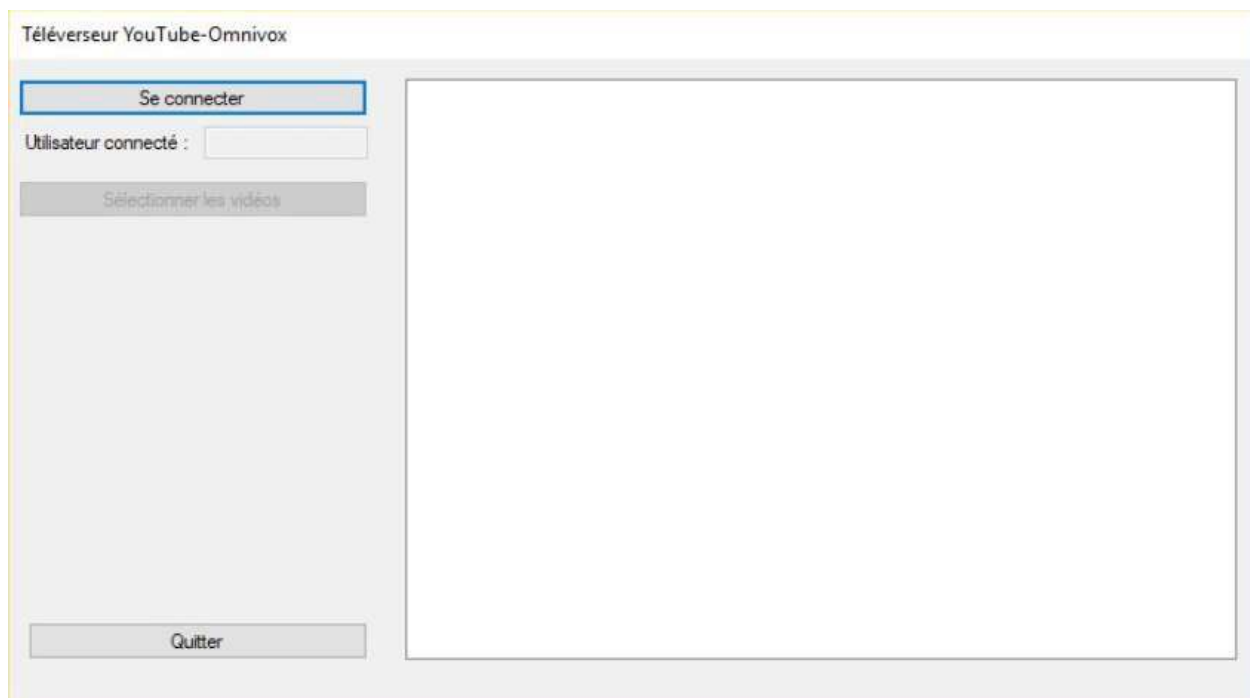 Téléverseur YouTube-Omnivox
Se connecter
Utilisateur connecté :
Sélectionner les vidéos
Quitter